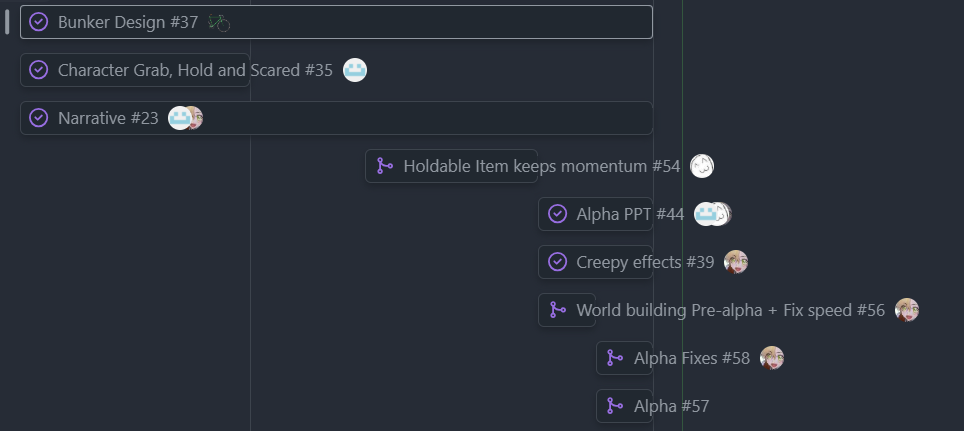 Bunker Design #37
Character Grab, Hold and Scared #35
Narrative #23
Holdable Item keeps momentum #54
Alpha PPT #44
Creepy effects #39
World building Pre-alpha + Fix speed #56
Alpha Fixes #58
Alpha #57